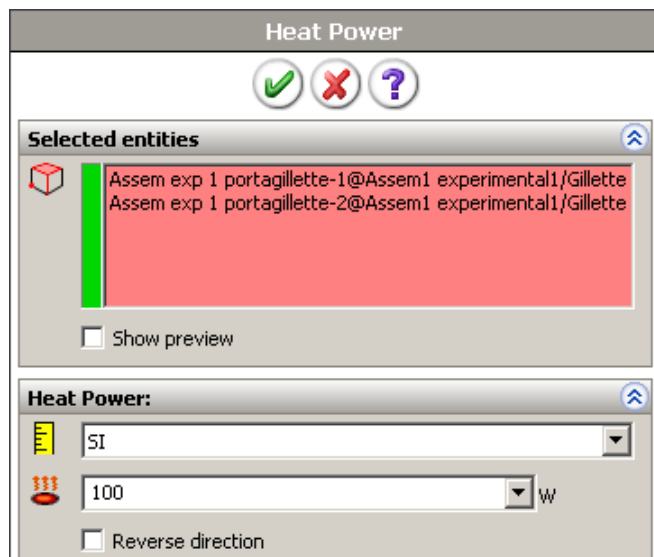 Heat Power
?
Selected entities
Assem exp 1 portagillette-1@Assem1 experimental1/Gillette
Assem exp 1 portagillette-2@Assem1 experimental1/Gillette
Show preview
Heat Power:
SI
100 W
Reverse direction